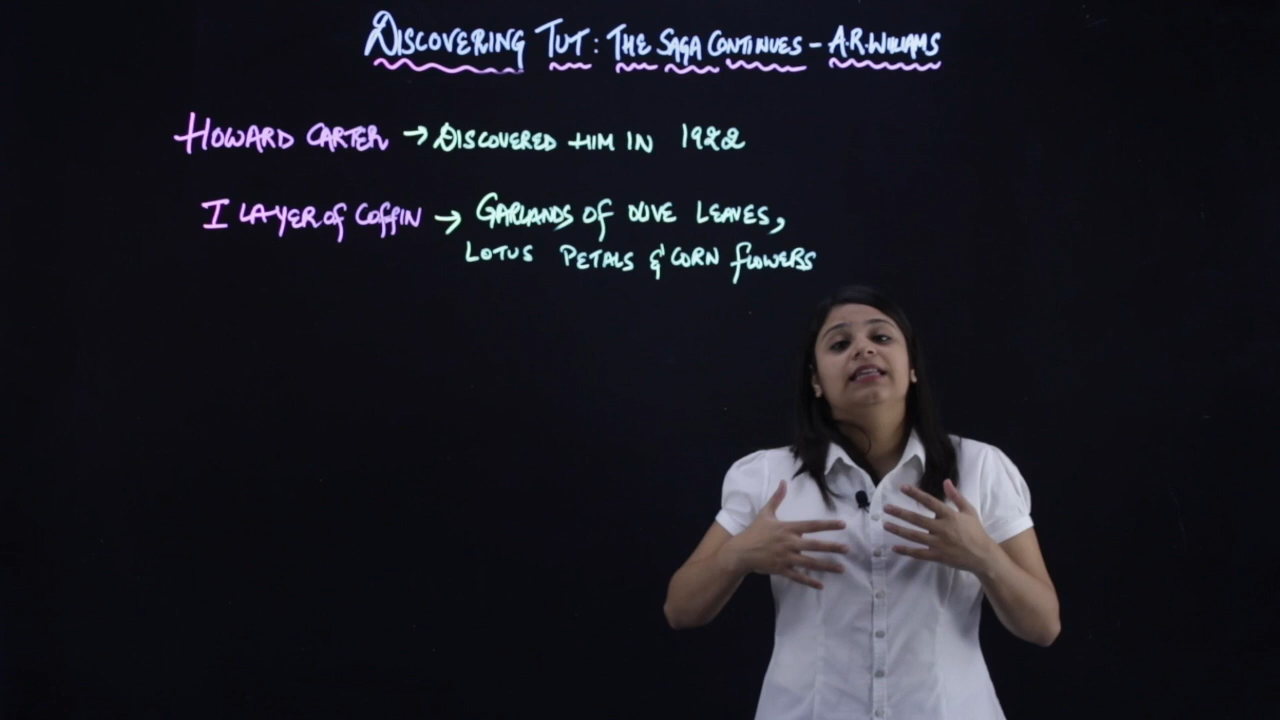 DISCOVERING TUT: THE SAGA CONTINUES - A.R.WILLIAMS
HOWARD CARTER → DISCOVERED HIM IN 1922
I LAYER OF COFFIN → GARLANDS OF OLIVE LEAVES,
LOTUS PETALS & CORN FLOWERS